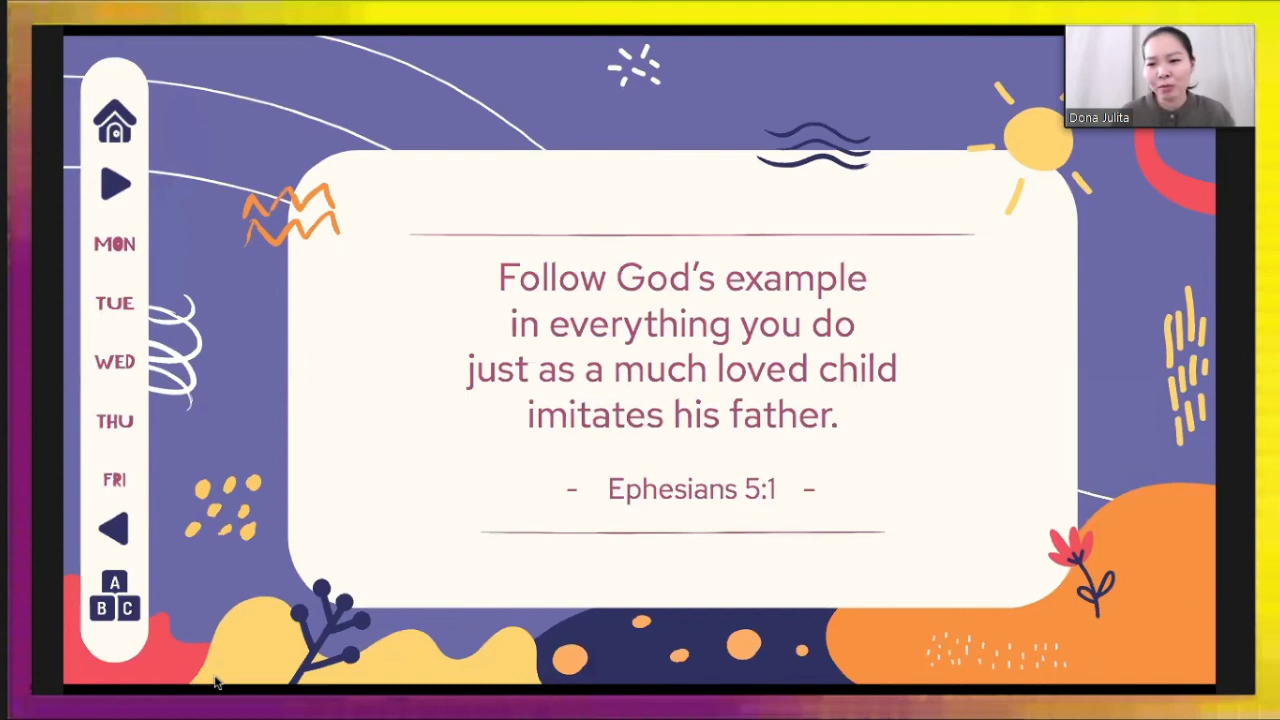 Dona Julita
MON
TUE
WED
THU
FRI
A
B C
Follow God's example
in everything you do
just as a much loved child
imitates his father.
- Ephesians 5:1 -